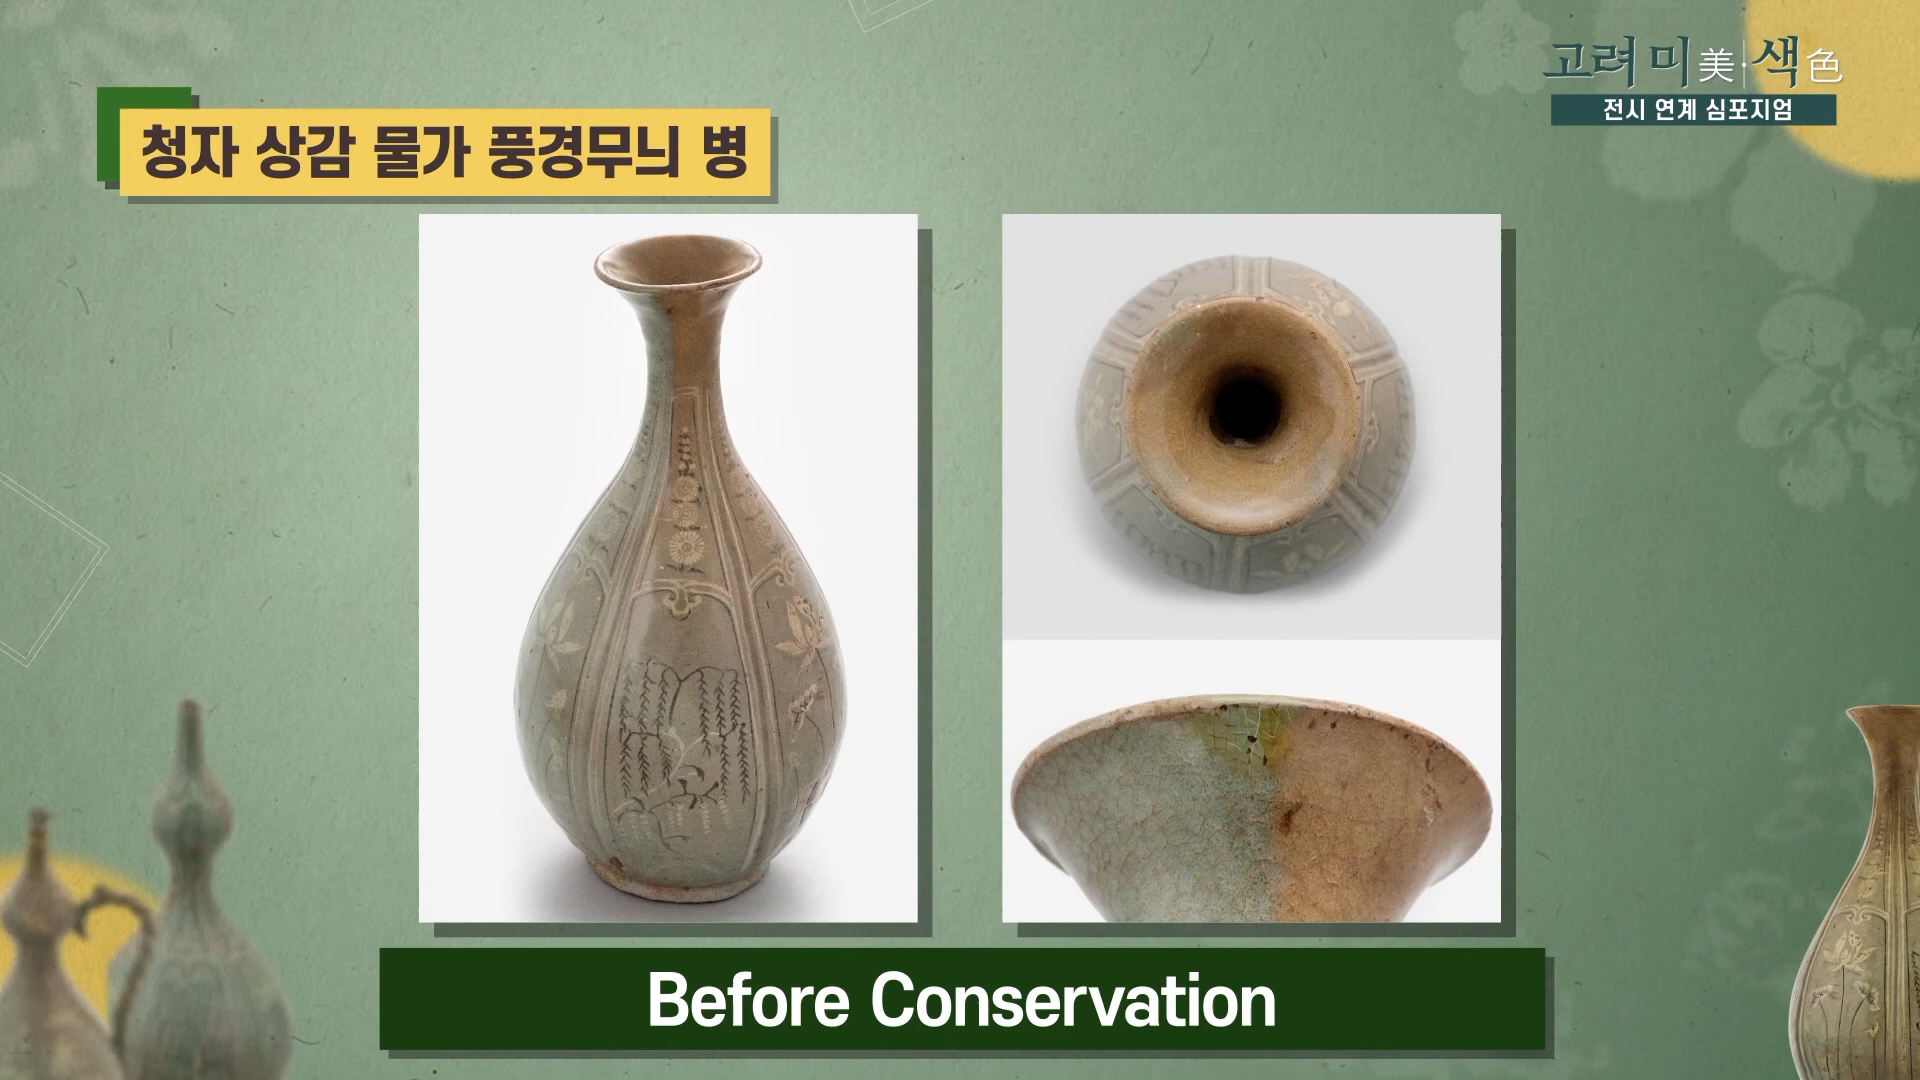 고려 미美·색色
전시 연계 심포지엄
청자 상감 물가 풍경무늬 병
Before Conservation